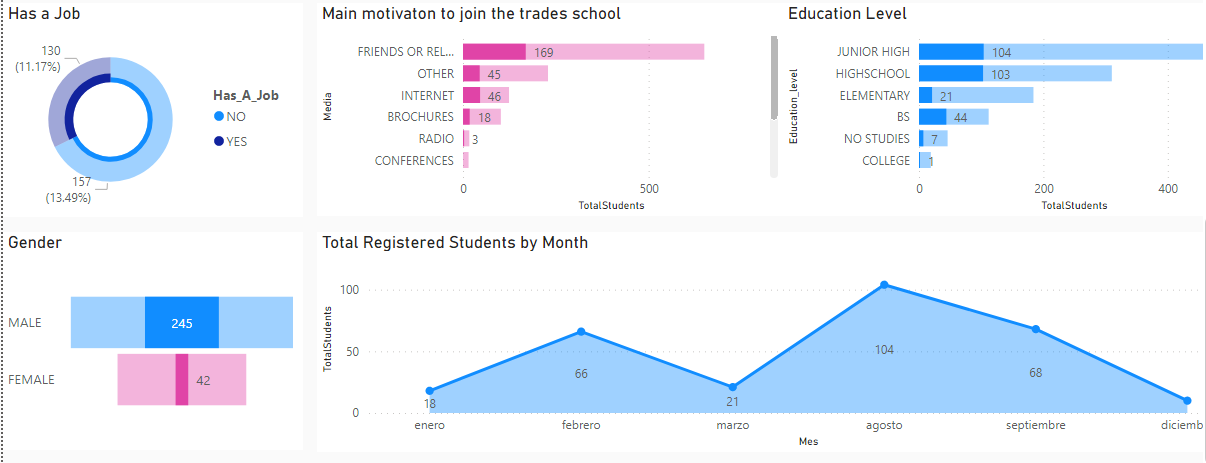 Has a Job
130
(11.17%)
157
(13.49%)
Has_A_Job
NO
YES
Main motivaton to join the trades school
Media
FRIENDS OR REL...
169
OTHER
45
INTERNET
46
BROCHURES
18
RADIO
3
CONFERENCES
0
500
TotalStudents
Education Level
Education_level
JUNIOR HIGH
104
HIGHSCHOOL
103
ELEMENTARY
21
BS
44
NO STUDIES
7
COLLEGE
1
0
200
400
TotalStudents
Gender
MALE
245
FEMALE
42
Total Registered Students by Month
TotalStudents
100
50
0
18
66
21
104
68
enero
febrero
marzo
agosto
septiembre
diciemb
Mes